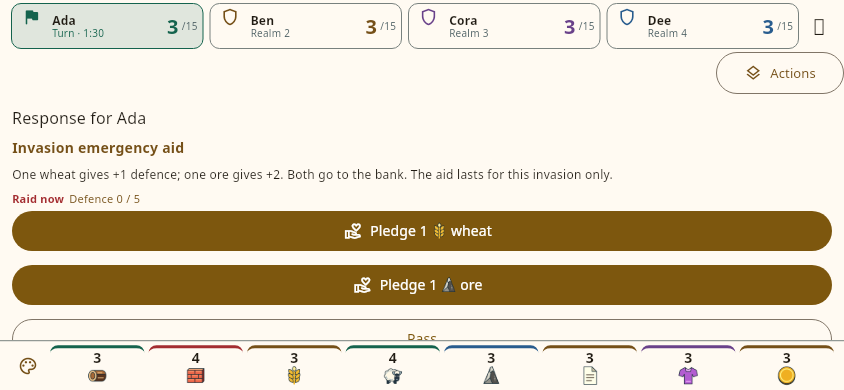 Ada
Turn · 1:30
3 /15
Ben
Realm 2
3 /15
Cora
Realm 3
3 /15
Dee
Realm 4
3 /15
Actions
Response for Ada
Invasion emergency aid
One wheat gives +1 defence; one ore gives +2. Both go to the bank. The aid lasts for this invasion only.
Raid now Defence 0 / 5
Pledge 1 wheat
Pledge 1 ore
Pass
3 4 3 4 3 3 3 3